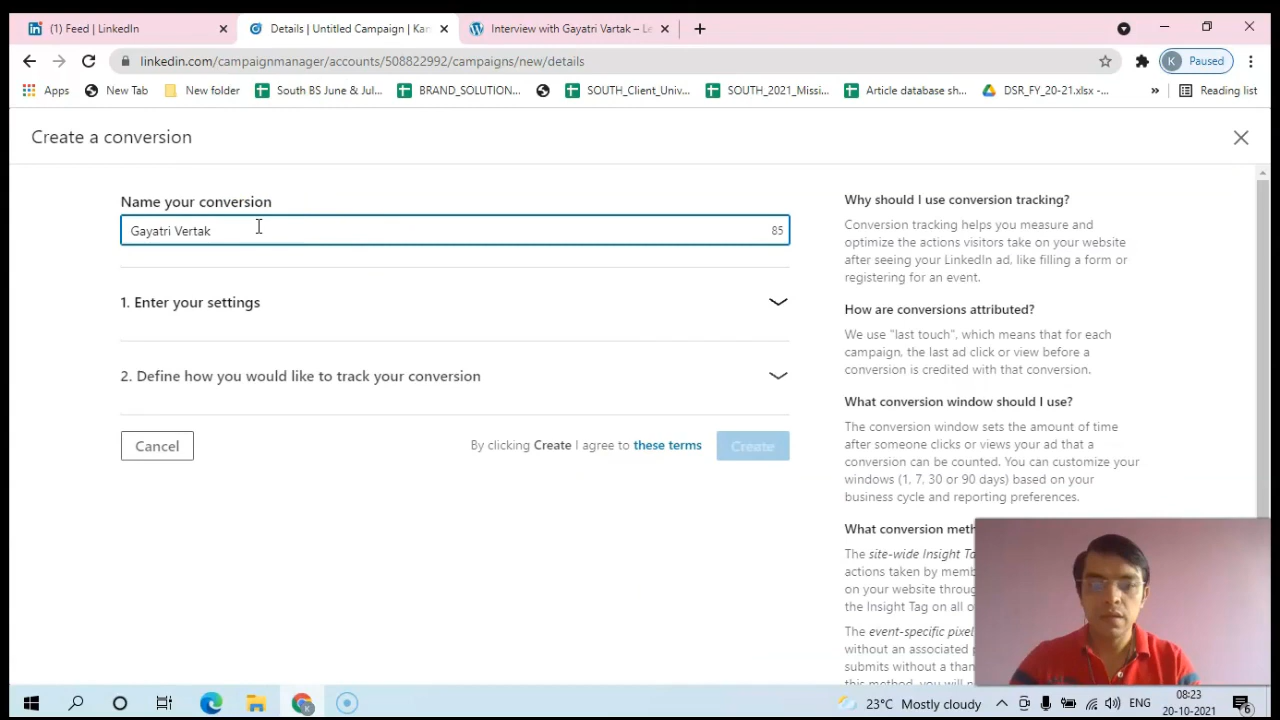 (1) Feed | LinkedIn
Details | Untitled Campaign | Kan
Interview with Gayatri Vartak – Le
linkedin.com/campaignmanager/accounts/508822992/campaigns/new/details
K Paused
Apps
New Tab
New folder
South BS June & Jul...
BRAND_SOLUTION...
SOUTH_Client_Univ...
SOUTH_2021_Missi...
Article database sh...
DSR_FY_20-21.xlsx -...
»
Reading list
Create a conversion
Name your conversion
Gayatri Vertak
85
1. Enter your settings
2. Define how you would like to track your conversion
Cancel
By clicking Create I agree to these terms
Create
Why should I use conversion tracking?
Conversion tracking helps you measure and
optimize the actions visitors take on your website
after seeing your LinkedIn ad, like filling a form or
registering for an event.
How are conversions attributed?
We use "last touch", which means that for each
campaign, the last ad click or view before a
conversion is credited with that conversion.
What conversion window should I use?
The conversion window sets the amount of time
after someone clicks or views your ad that a
conversion can be counted. You can customize your
windows (1, 7, 30 or 90 days) based on your
business cycle and reporting preferences.
What conversion meth
The site-wide Insight Ta
actions taken by memb
on your website throug
the Insight Tag on all o
The event-specific pixel
without an associated p
submits without a than
this method, you will n
23°C Mostly cloudy
ENG
08:23
20-10-2021
6